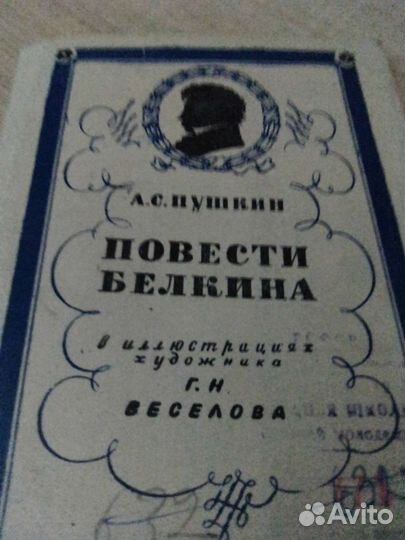 А.С.ПУШКИН
ПОВЕСТИ
БЕЛКИНА
в иллюстрациях
художника
Г.Н.
ВЕСЕЛОВА
Avito